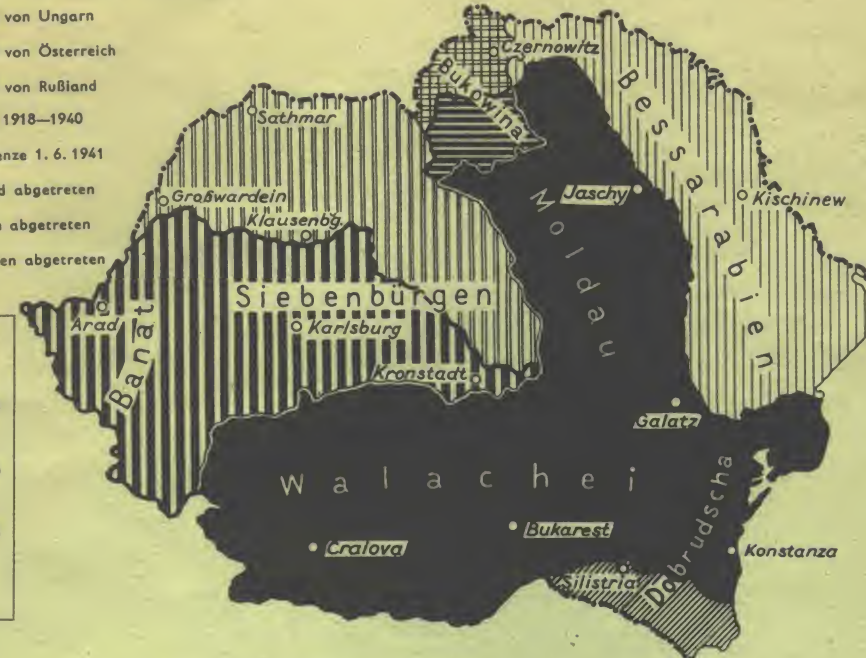 von Ungarn
von Österreich
von Rußland
1918—1940
enze 1. 6. 1941
d abgetreten
n abgetreten
en abgetreten
Czernowitz
Bukowina
Bessarabien
Sathmar
Großwardein
Klausenbg.
Jaschy
Kischinew
Moldau
Siebenbürgen
Arad
Banat
Karlsburg
Kronstadt
Galatz
Walachei
Dobrudscha
Bukarest
Cralova
Konstanza
Silistria